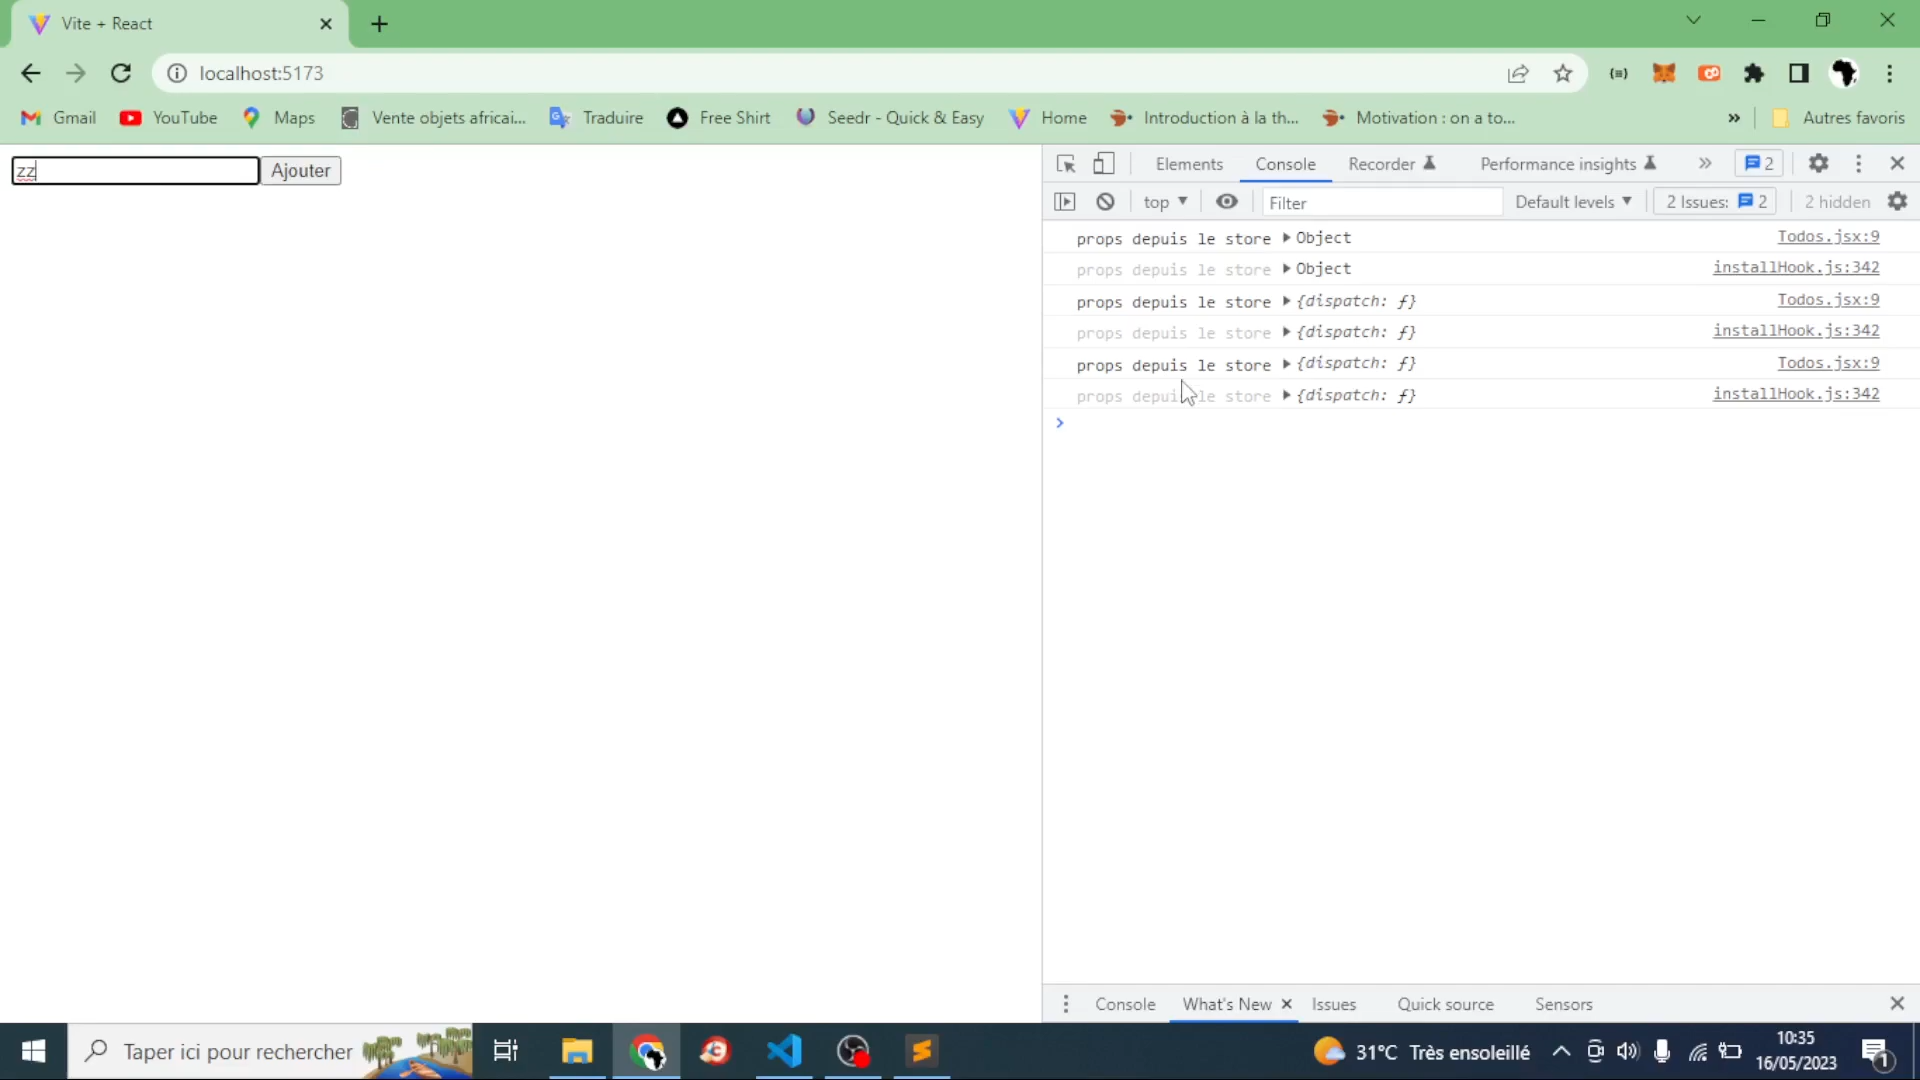 Vite + React
localhost:5173
Gmail YouTube Maps Vente objets africai... Traduire Free Shirt Seedr - Quick & Easy Home Introduction à la th... Motivation : on a to... » Autres favoris
zz Ajouter
Elements Console Recorder Performance insights » 2
top Filter Default levels 2 Issues: 2 2 hidden
props depuis le store Object Todos.jsx:9
props depuis le store Object installHook.js:342
props depuis le store {dispatch: ƒ} Todos.jsx:9
props depuis le store {dispatch: ƒ} installHook.js:342
props depuis le store {dispatch: ƒ} Todos.jsx:9
props depui le store {dispatch: ƒ} installHook.js:342
Console What's New Issues Quick source Sensors
Taper ici pour rechercher 31°C Très ensoleillé
10:35
16/05/2023
1